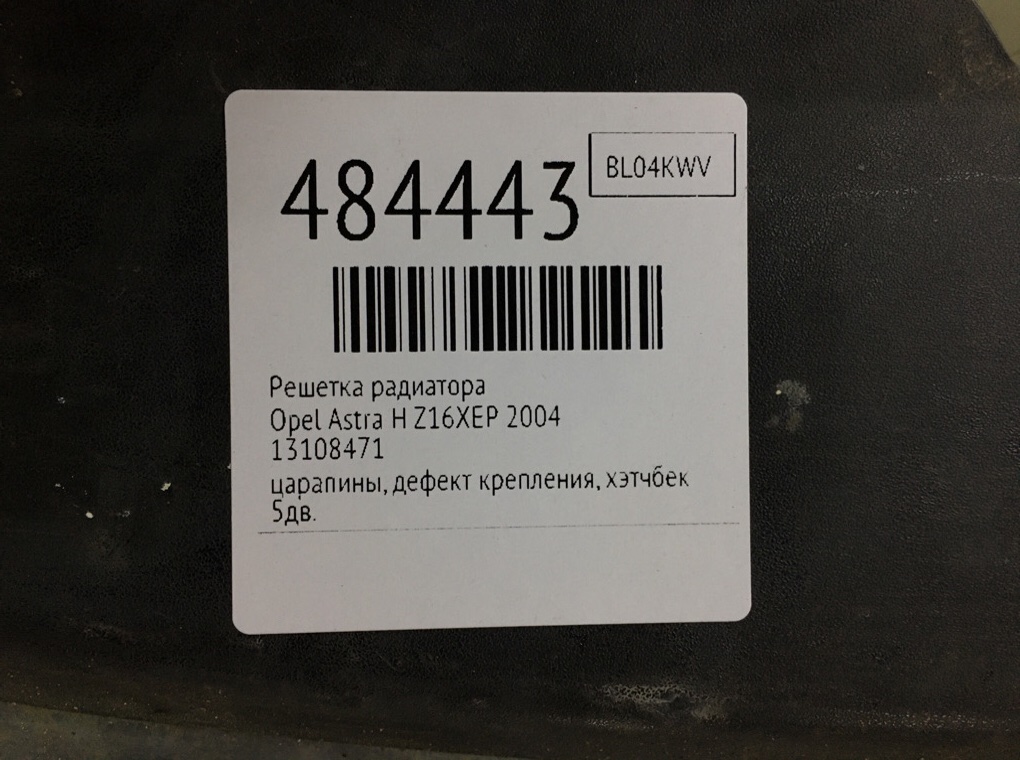 484443
BL04KWV
Решетка радиатора
Opel Astra H Z16XEP 2004
13108471
царапины, дефект крепления, хэтчбек
5дв.